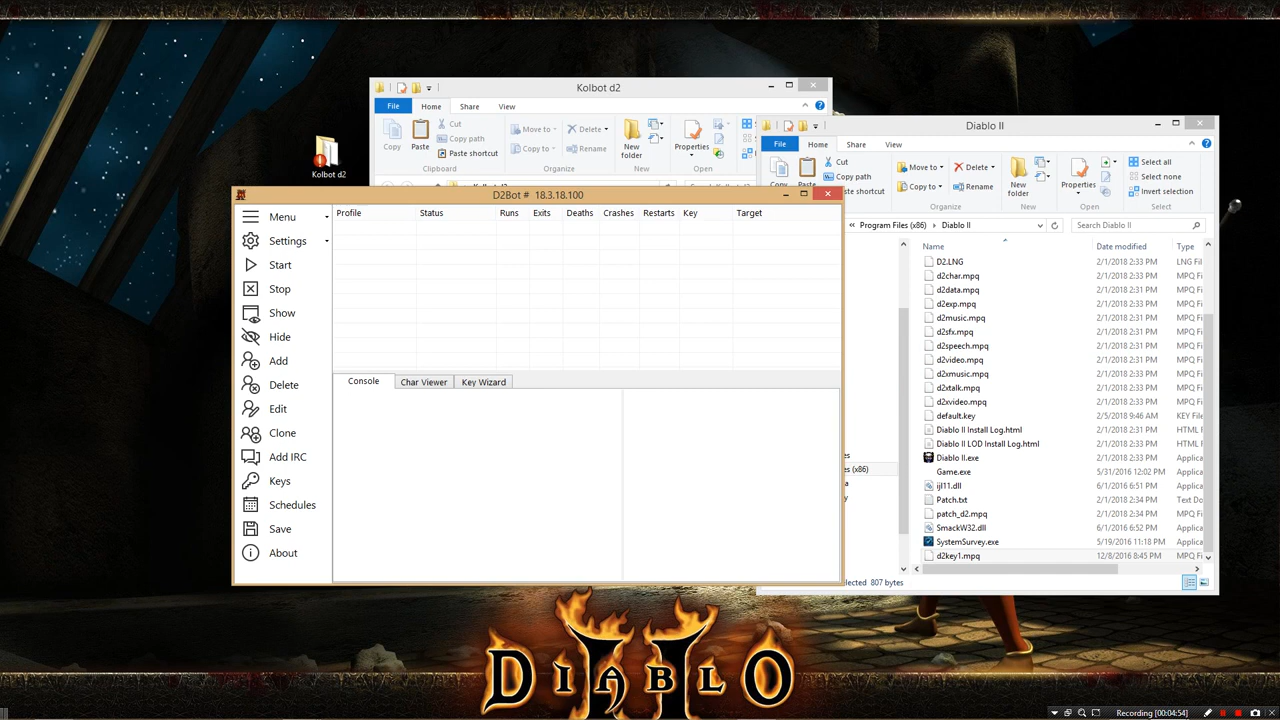 Kolbot d2
File
Home
Share
View
Copy
Paste
Cut
Copy path
Paste shortcut
Clipboard
Move to
Copy to
Delete
Rename
Organize
New folder
New
Properties
Open
Kolbot d2
Diablo II
File
Home
Share
View
Copy
Paste
Cut
Copy path
shortcut
Move to
Copy to
Delete
Rename
Organize
New folder
New
Properties
Open
Select all
Select none
Invert selection
Select
« Program Files (x86) Diablo II
Search Diablo II
Name Date modified Type
D2.LNG 2/1/2018 2:33 PM LNG Fil
d2char.mpq 2/1/2018 2:33 PM MPQ Fi
d2data.mpq 2/1/2018 2:31 PM MPQ Fi
d2exp.mpq 2/1/2018 2:33 PM MPQ Fi
d2music.mpq 2/1/2018 2:31 PM MPQ Fi
d2sfx.mpq 2/1/2018 2:31 PM MPQ Fi
d2speech.mpq 2/1/2018 2:31 PM MPQ Fi
d2video.mpq 2/1/2018 2:33 PM MPQ Fi
d2xmusic.mpq 2/1/2018 2:33 PM MPQ Fi
d2xtalk.mpq 2/1/2018 2:33 PM MPQ Fi
d2xvideo.mpq 2/1/2018 2:33 PM MPQ Fi
default.key 2/5/2018 9:46 AM KEY File
Diablo II Install Log.html 2/1/2018 2:31 PM HTML F
Diablo II LOD Install Log.html 2/1/2018 2:33 PM HTML F
Diablo II.exe 2/1/2018 2:33 PM Applica
Game.exe 5/31/2016 12:02 PM Applica
ijl11.dll 6/1/2016 6:51 PM Applica
Patch.txt 2/1/2018 2:34 PM Text Do
patch_d2.mpq 2/1/2018 2:34 PM MPQ Fi
SmackW32.dll 6/1/2016 6:52 PM Applica
SystemSurvey.exe 5/19/2016 11:18 PM Applica
d2key1.mpq 12/8/2016 8:45 PM MPQ Fi
es (x86)
lected 807 bytes
Kolbot d2
D2Bot # 18.3.18.100
Menu
Settings
Start
Stop
Show
Hide
Add
Delete
Edit
Clone
Add IRC
Keys
Schedules
Save
About
Profile Status Runs Exits Deaths Crashes Restarts Key Target
Console Char Viewer Key Wizard
DIABLO II
Recording [00:04:54]